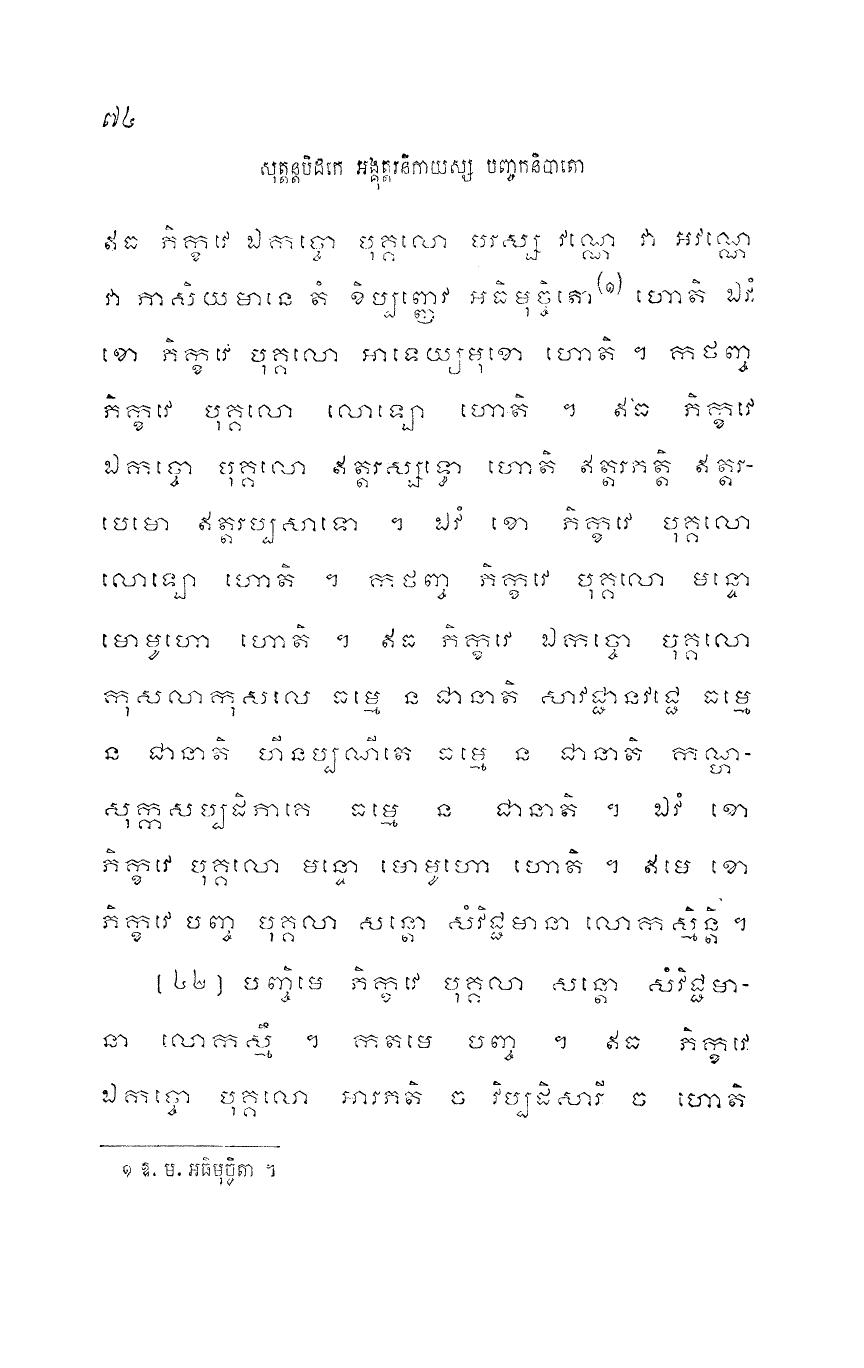 ៧៤
សុត្តន្តបិដកេ អង្គុត្តរនិកាយស្ស បញ្ចកនិបាតោ
ឥធ ភិក្ខវេ ឯកច្ចោ បុគ្គលោ បរស្ស វណ្ណេ វា អវណ្ណេ
វា ភាសិយមានេ តំ ខិប្បញ្ញេវ អធិមុច្ចិតោ(១) ហោតិ ឯវំ
ខោ ភិក្ខវេ បុគ្គលោ អាទេយ្យមុខោ ហោតិ ។ កថញ្ច
ភិក្ខវេ បុគ្គលោ លោឡោ ហោតិ ។ ឥធ ភិក្ខវេ
ឯកច្ចោ បុគ្គលោ ឥត្តរស្សទ្ធោ ហោតិ ឥត្តរភត្តិ ឥត្តរ-
បេមោ ឥត្តរប្បសាទោ ។ ឯវំ ខោ ភិក្ខវេ បុគ្គលោ
លោឡោ ហោតិ ។ កថញ្ច ភិក្ខវេ បុគ្គលោ មន្ទោ
មោមូហោ ហោតិ ។ ឥធ ភិក្ខវេ ឯកច្ចោ បុគ្គលោ
កុសលាកុសលេ ធម្មេ ន ជានាតិ សាវជ្ជានវជ្ជេ ធម្មេ
ន ជានាតិ ហីនប្បណីតេ ធម្មេ ន ជានាតិ កណ្ហ-
សុក្កសប្បដិភាគេ ធម្មេ ន ជានាតិ ។ ឯវំ ខោ
ភិក្ខវេ បុគ្គលោ មន្ទោ មោមូហោ ហោតិ ។ ឥមេ ខោ
ភិក្ខវេ បញ្ច បុគ្គលា សន្តោ សំវិជ្ជមានា លោកស្មិន្តិ ។
[៤២] បញ្ចិមេ ភិក្ខវេ បុគ្គលា សន្តោ សំវិជ្ជមា-
នា លោកស្មឹ ។ កតមេ បញ្ច ។ ឥធ ភិក្ខវេ
ឯកច្ចោ បុគ្គលោ អារភតិ ច វិប្បដិសារី ច ហោតិ
១ ឱ. ម. អធិមុច្ចិតា ។